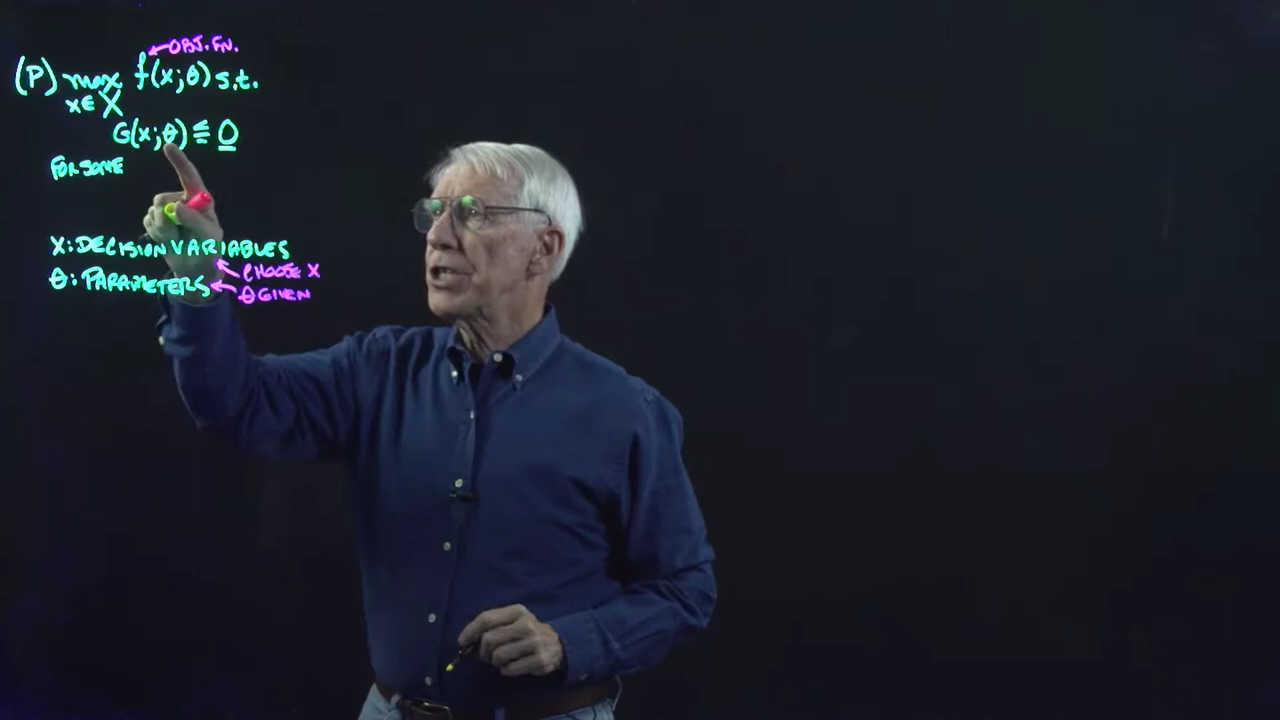 OBJ. FN.
(P) max f(x;θ) s.t.
x∈X
G(x;θ) ≦ 0
FOR SOME
x: DECISION VARIABLES
CHOOSE X
θ: PARAMETERS
θ GIVEN